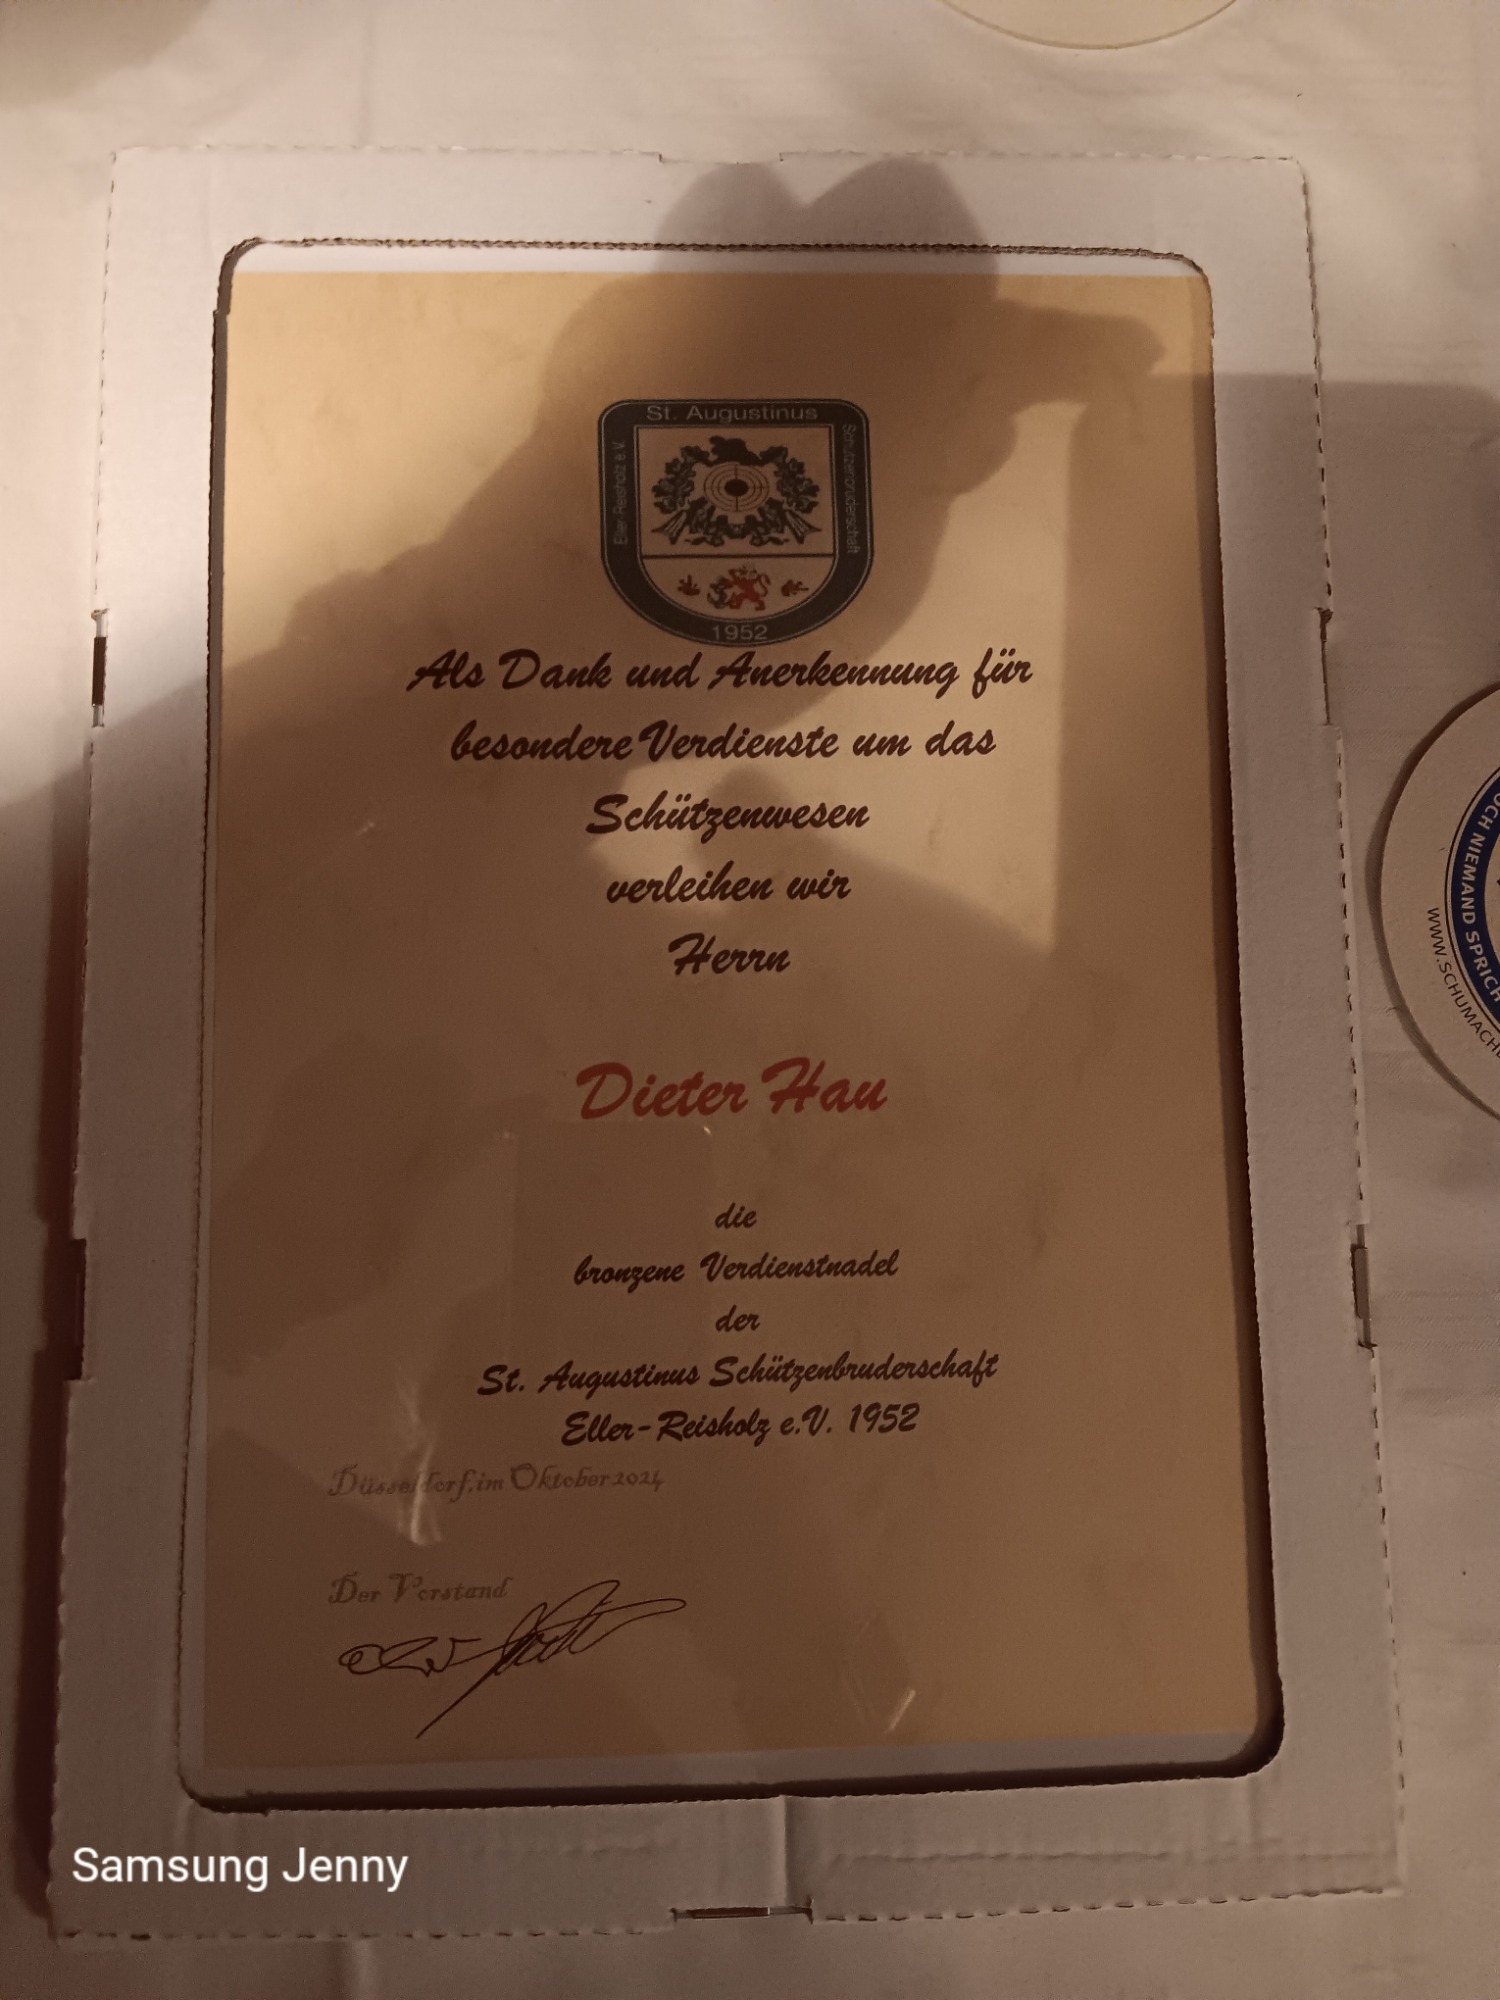 St. Augustinus
Eller-Reisholz e.V.
Schützenbruderschaft
1952
Als Dank und Anerkennung für
besondere Verdienste um das
Schützenwesen
verleihen wir
Herrn
Dieter Hau
die
bronzene Verdienstnadel
der
St. Augustinus Schützenbruderschaft
Eller-Reisholz e.V. 1952
Düsseldorf, im Oktober 2024
Der Vorstand
OCH NIEMAND SPRICH
WWW.SCHUMACHE
Samsung Jenny